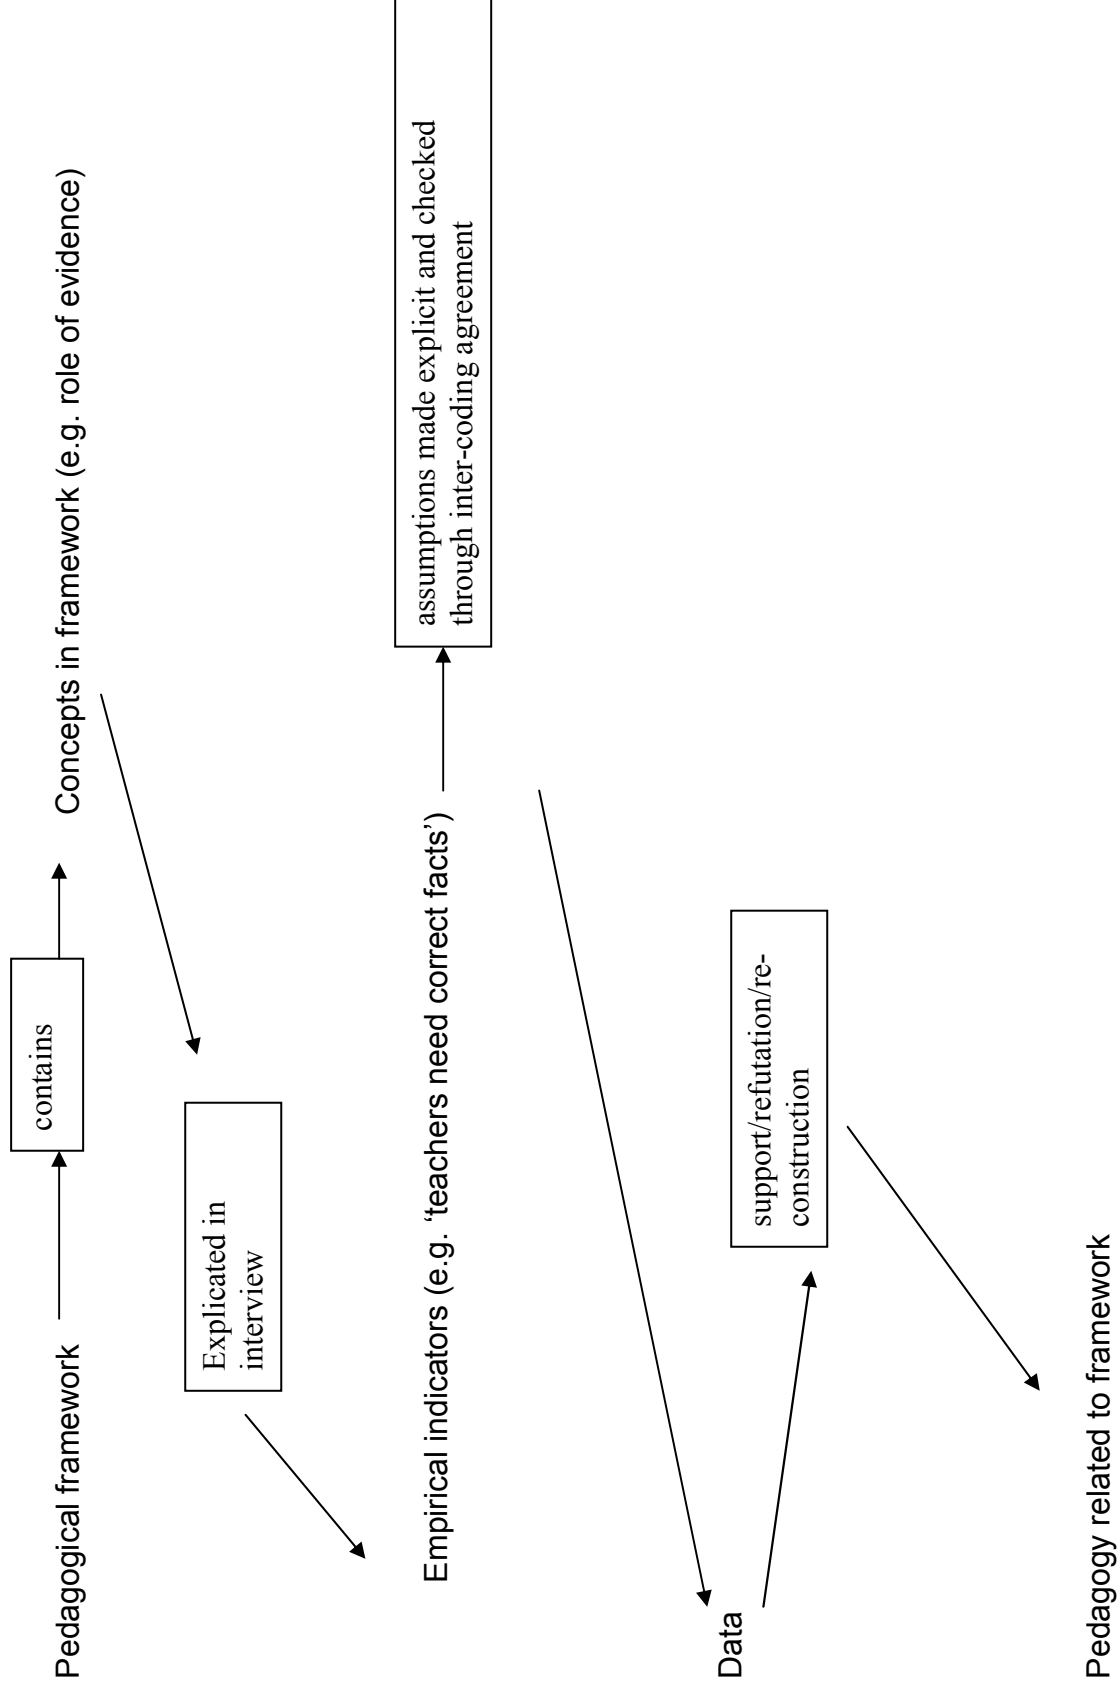 Pedagogical framework
contains
Concepts in framework (e.g. role of evidence)
Explicated in
interview
Empirical indicators (e.g. ‘teachers need correct facts’)
assumptions made explicit and checked
through inter-coding agreement
Data
support/refutation/re-
construction
Pedagogy related to framework